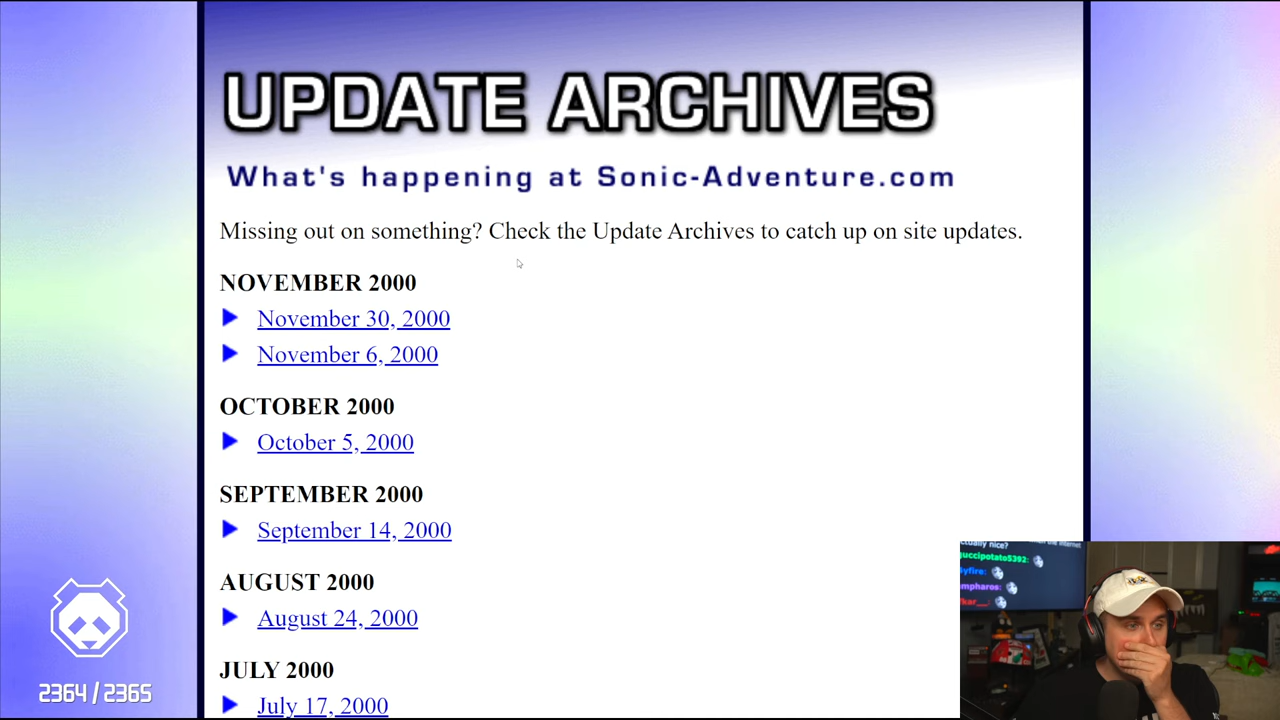 UPDATE ARCHIVES
What's happening at Sonic-Adventure.com
Missing out on something? Check the Update Archives to catch up on site updates.
NOVEMBER 2000
November 30, 2000
November 6, 2000
OCTOBER 2000
October 5, 2000
SEPTEMBER 2000
September 14, 2000
AUGUST 2000
August 24, 2000
JULY 2000
July 17, 2000
2364/2365
nice?
guccipotato5392: